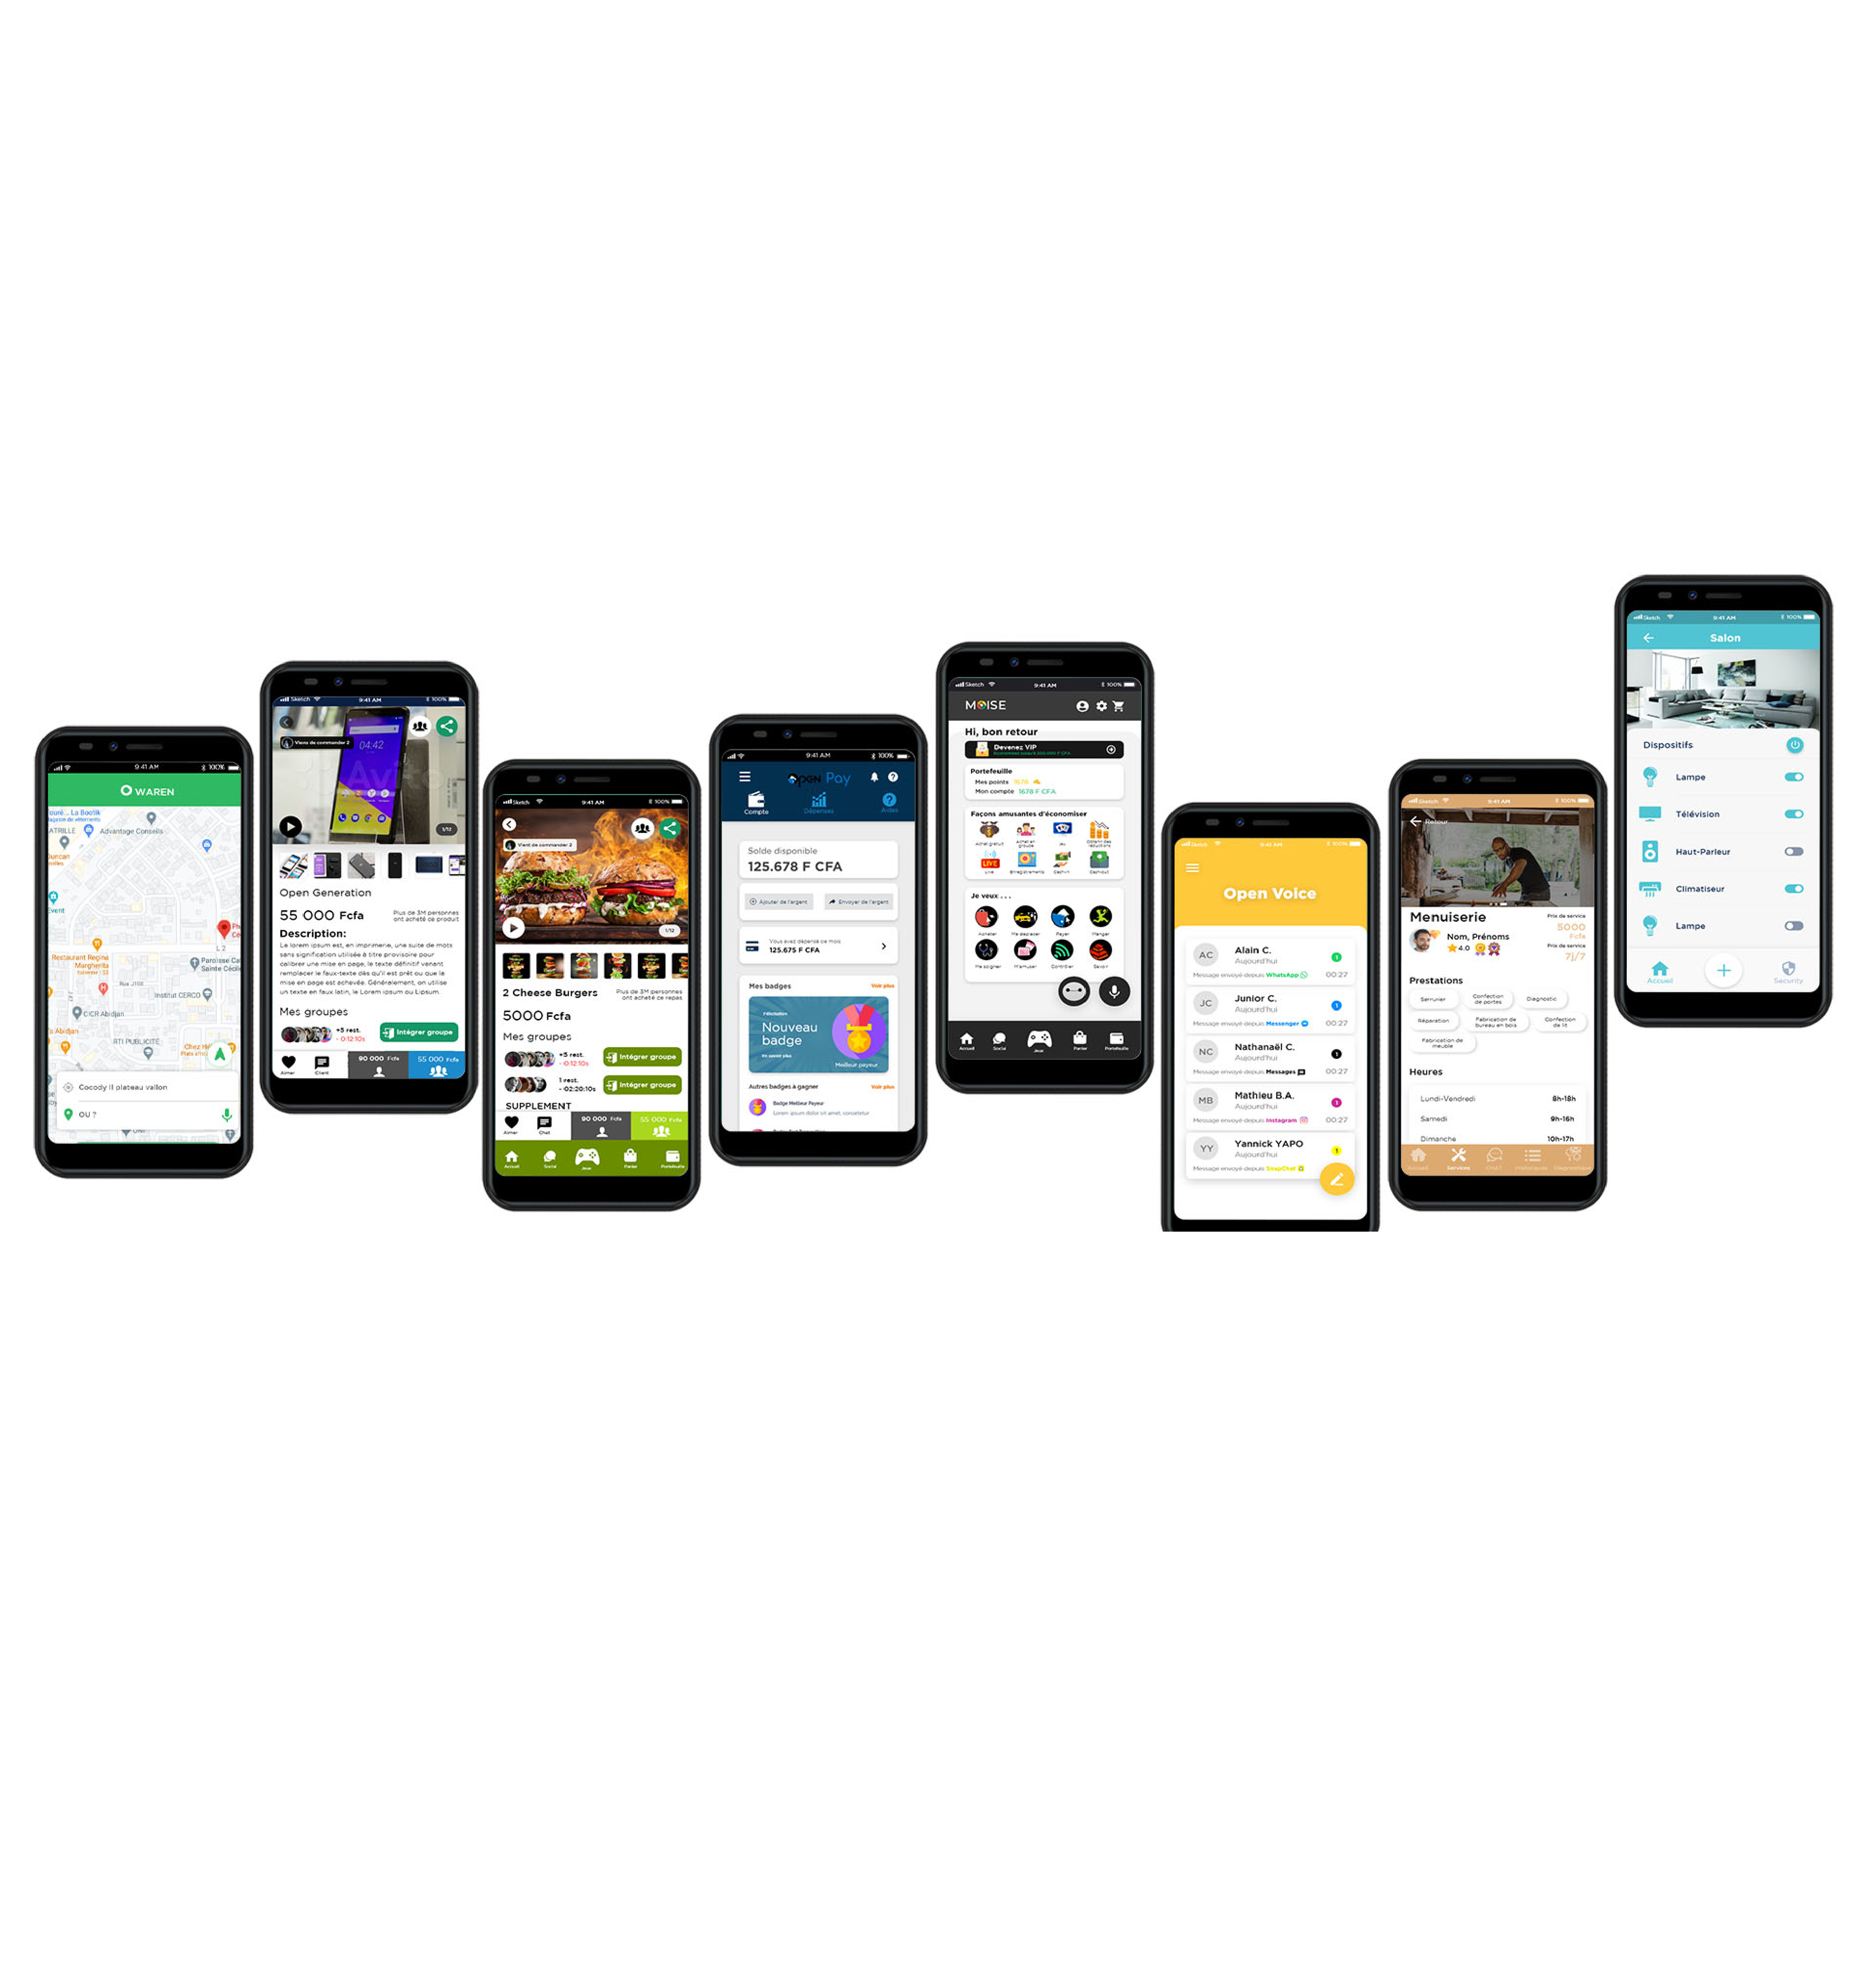 9:41 AM
100%
WAREN
Advantage Conseils
Event
Restaurant Regina
Margherita
Rue J108
L 2
Paroisse Ca
Sainte Cécile
Institut CERCO
CICR Abidjan
RTI PUBLICITÉ
Chez H
Cocody II plateau vallon
OU ?
Sketch
9:41 AM
100%
Viens de commander 2
04:42
1/12
Open Generation
55 000 Fcfa
Plus de 3M personnes
ont acheté ce produit
Description:
Le lorem ipsum est, en imprimerie, une suite de mots
sans signification utilisée à titre provisoire pour
calibrer une mise en page, le texte définitif venant
remplacer le faux-texte dès qu'il est prêt ou que la
mise en page est achevée. Généralement, on utilise
un texte en faux latin, le Lorem ipsum ou Lipsum.
Mes groupes
+5 rest.
- 0:12:10s
Intégrer groupe
Aimer
Client
90 000 Fcfa
55 000 Fcfa
Sketch
9:41 AM
100%
Vient de commander 2
1/12
2 Cheese Burgers
Plus de 3M personnes
ont acheté ce repas
5000 Fcfa
Mes groupes
+5 rest.
- 0:12:10s
Intégrer groupe
1 rest.
- 02:20:10s
Intégrer groupe
SUPPLEMENT
Aimer
Chat
90 000 Fcfa
55 000 Fcfa
Accueil
Social
Jeux
Panier
Portefeuille
9:41 AM
100%
Open Pay
Compte
Dépenses
Aides
Solde disponible
125.678 F CFA
Ajouter de l'argent
Envoyer de l'argent
Vous avez dépensé ce mois
125.675 F CFA
Mes badges
Voir plus
Félicitation
Nouveau
badge
En savoir plus
Meilleur payeur
Autres badges à gagner
Voir plus
Badge Meilleur Payeur
Lorem ipsum dolor sit amet, consetetur
Sketch
9:41 AM
100%
MOISE
Hi, bon retour
Devenez VIP
Portefeuille
Mes points 1678
Mon compte 1678 F CFA
Façons amusantes d'économiser
Achat gratuit
Achat en
groupe
Jeu
Obtenir des
réductions
Live
Enregistrements
Cash-in
Cash-out
Je veux . . .
Acheter
Me deplacer
Payer
Manger
Me soigner
M'amuser
Contrôler
Savoir
Accueil
Social
Jeux
Panier
Portefeuille
Sketch
9:41 AM
100%
Open Voice
AC
Alain C.
Aujourd'hui
1
Message envoyé depuis WhatsApp
00:27
JC
Junior C.
Aujourd'hui
1
Message envoyé depuis Messenger
00:27
NC
Nathanaël C.
Aujourd'hui
1
Message envoyé depuis Messages
00:27
MB
Mathieu B.A.
Aujourd'hui
1
Message envoyé depuis Instagram
00:27
YY
Yannick YAPO
Aujourd'hui
1
Message envoyé depuis SnapChat
Sketch
9:41 AM
100%
Retour
Menuiserie
Prix de service
5000
Fcfa
Nom, Prénoms
4.0
Prix de service
7j/7
Prestations
Serrurier
Confection
de portes
Diagnostic
Réparation
Fabrication de
bureau en bois
Confection
de lit
Fabrication de
meuble
Heures
Lundi-Vendredi
8h-18h
Samedi
9h-16h
Dimanche
10h-17h
Accueil
Services
CHAT
Historiques
Diagnostique
Sketch
9:41 AM
100%
Salon
Dispositifs
Lampe
Télévision
Haut-Parleur
Climatiseur
Lampe
Accueil
Security